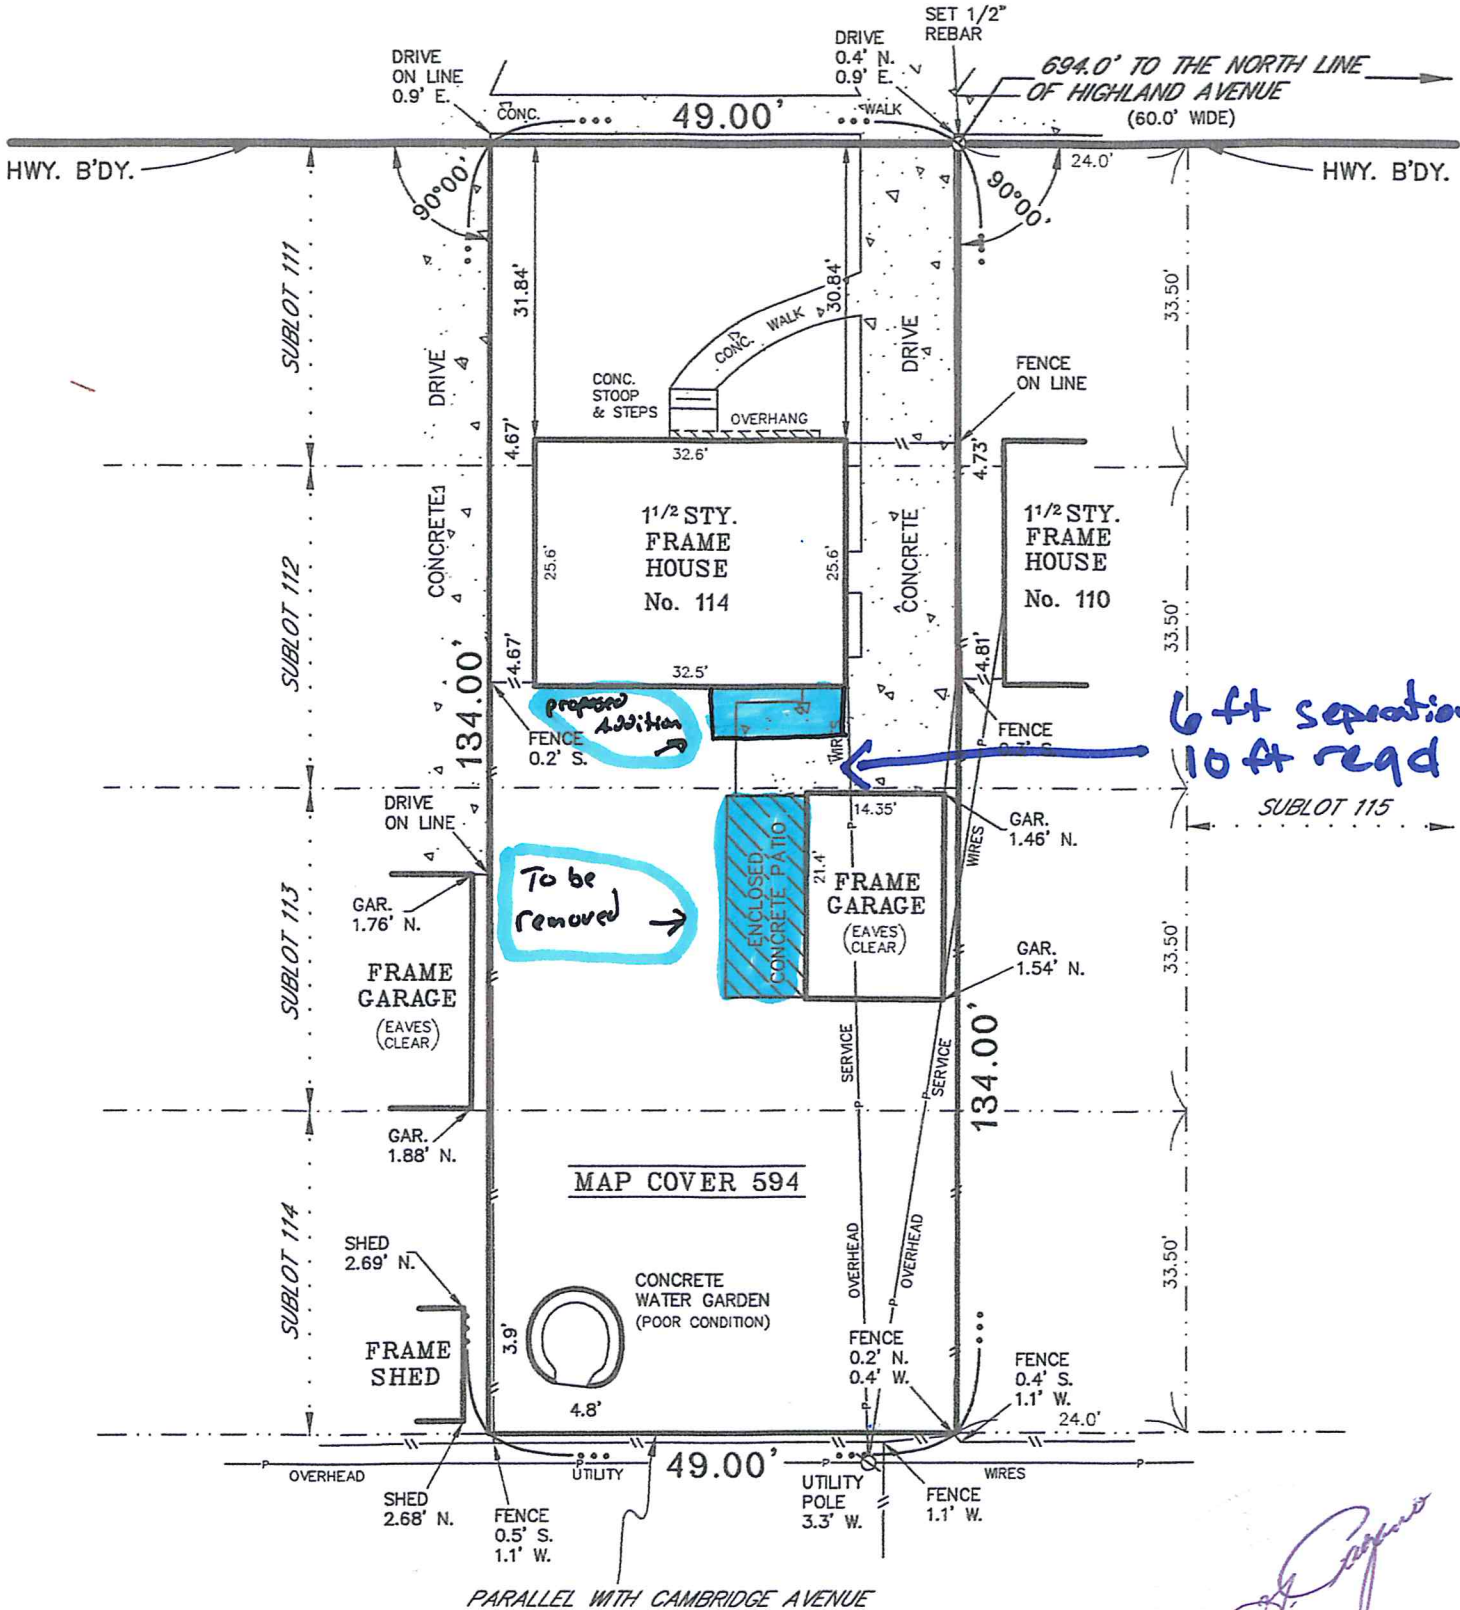 SET 1/2"
REBAR
DRIVE
ON LINE
0.9' E.
DRIVE
0.4' N.
0.9' E.
694.0' TO THE NORTH LINE
OF HIGHLAND AVENUE
(60.0' WIDE)
CONC.
49.00'
WALK
HWY. B'DY.
90°00'
90°00'
24.0'
HWY. B'DY.
SUBLOT 111
31.84'
30.84'
33.50'
DRIVE
CONC. WALK
DRIVE
CONC.
STOOP
& STEPS
OVERHANG
FENCE
ON LINE
4.67'
32.6'
4.73'
SUBLOT 112
CONCRETE
25.6'
1 1/2 STY.
FRAME
HOUSE
No. 114
25.6'
CONCRETE
1 1/2 STY.
FRAME
HOUSE
No. 110
33.50'
4.67'
32.5'
4.81'
134.00'
proposed
Addition
FENCE
0.2' S.
WIRES
FENCE
6 ft sepration
10 ft reqd
SUBLOT 115
DRIVE
ON LINE
14.35'
GAR.
1.46' N.
WIRES
SUBLOT 113
To be
removed
ENCLOSED
CONCRETE PATIO
21.4'
FRAME
GARAGE
(EAVES
CLEAR)
33.50'
GAR.
1.76' N.
GAR.
1.54' N.
FRAME
GARAGE
(EAVES
CLEAR)
SERVICE
SERVICE
134.00'
GAR.
1.88' N.
MAP COVER 594
SUBLOT 114
OVERHEAD
OVERHEAD
33.50'
SHED
2.69' N.
CONCRETE
WATER GARDEN
(POOR CONDITION)
3.9'
FRAME
SHED
FENCE
0.2' N.
0.4' W.
FENCE
0.4' S.
1.1' W.
4.8'
24.0'
P
OVERHEAD
P
UTILITY
49.00'
P
WIRES
P
UTILITY
POLE
3.3' W.
FENCE
1.1' W.
SHED
2.68' N.
FENCE
0.5' S.
1.1' W.
PARALLEL WITH CAMBRIDGE AVENUE